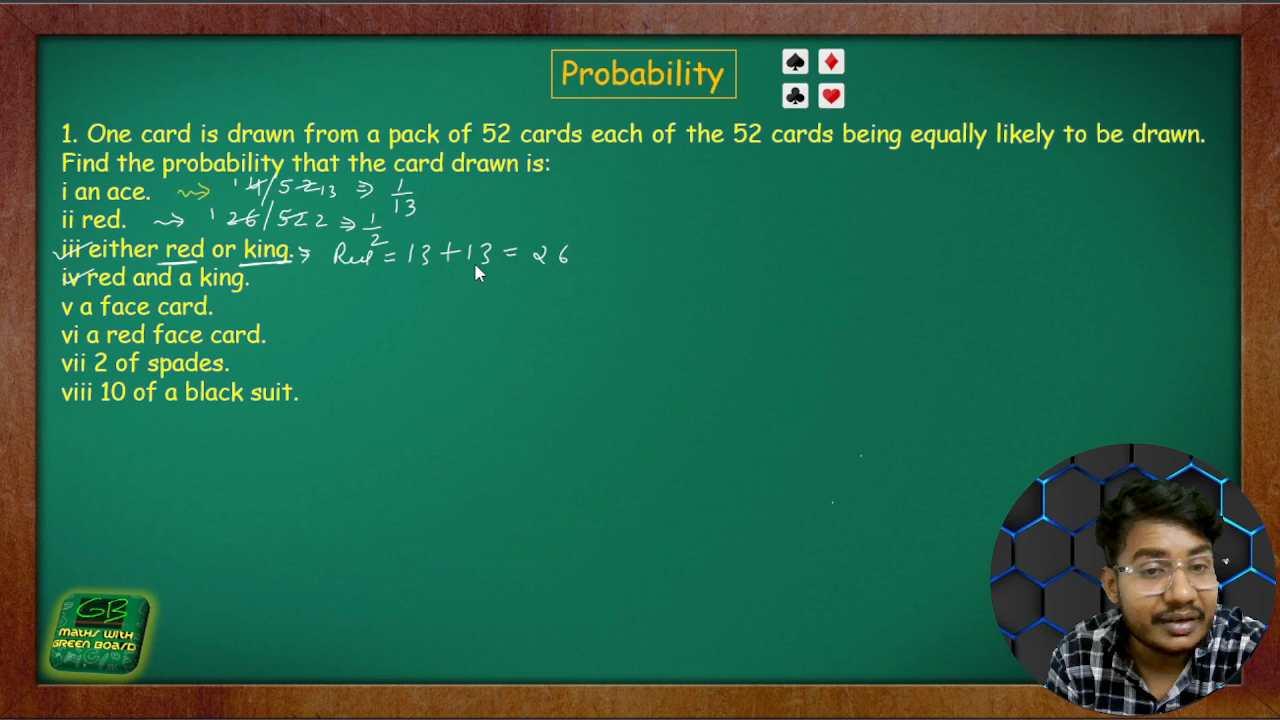 Probability
1. One card is drawn from a pack of 52 cards each of the 52 cards being equally likely to be drawn.
Find the probability that the card drawn is:
i an ace. ⇝ 1 4/52 13 ⇒ 1/13
ii red. ⇝ 1 26/52 2 ⇒ 1/2
iii either red or king. ⇒ Red = 13 + 13 = 26
iv red and a king.
v a face card.
vi a red face card.
vii 2 of spades.
viii 10 of a black suit.
GB
MATHS WITH
GREEN BOARD